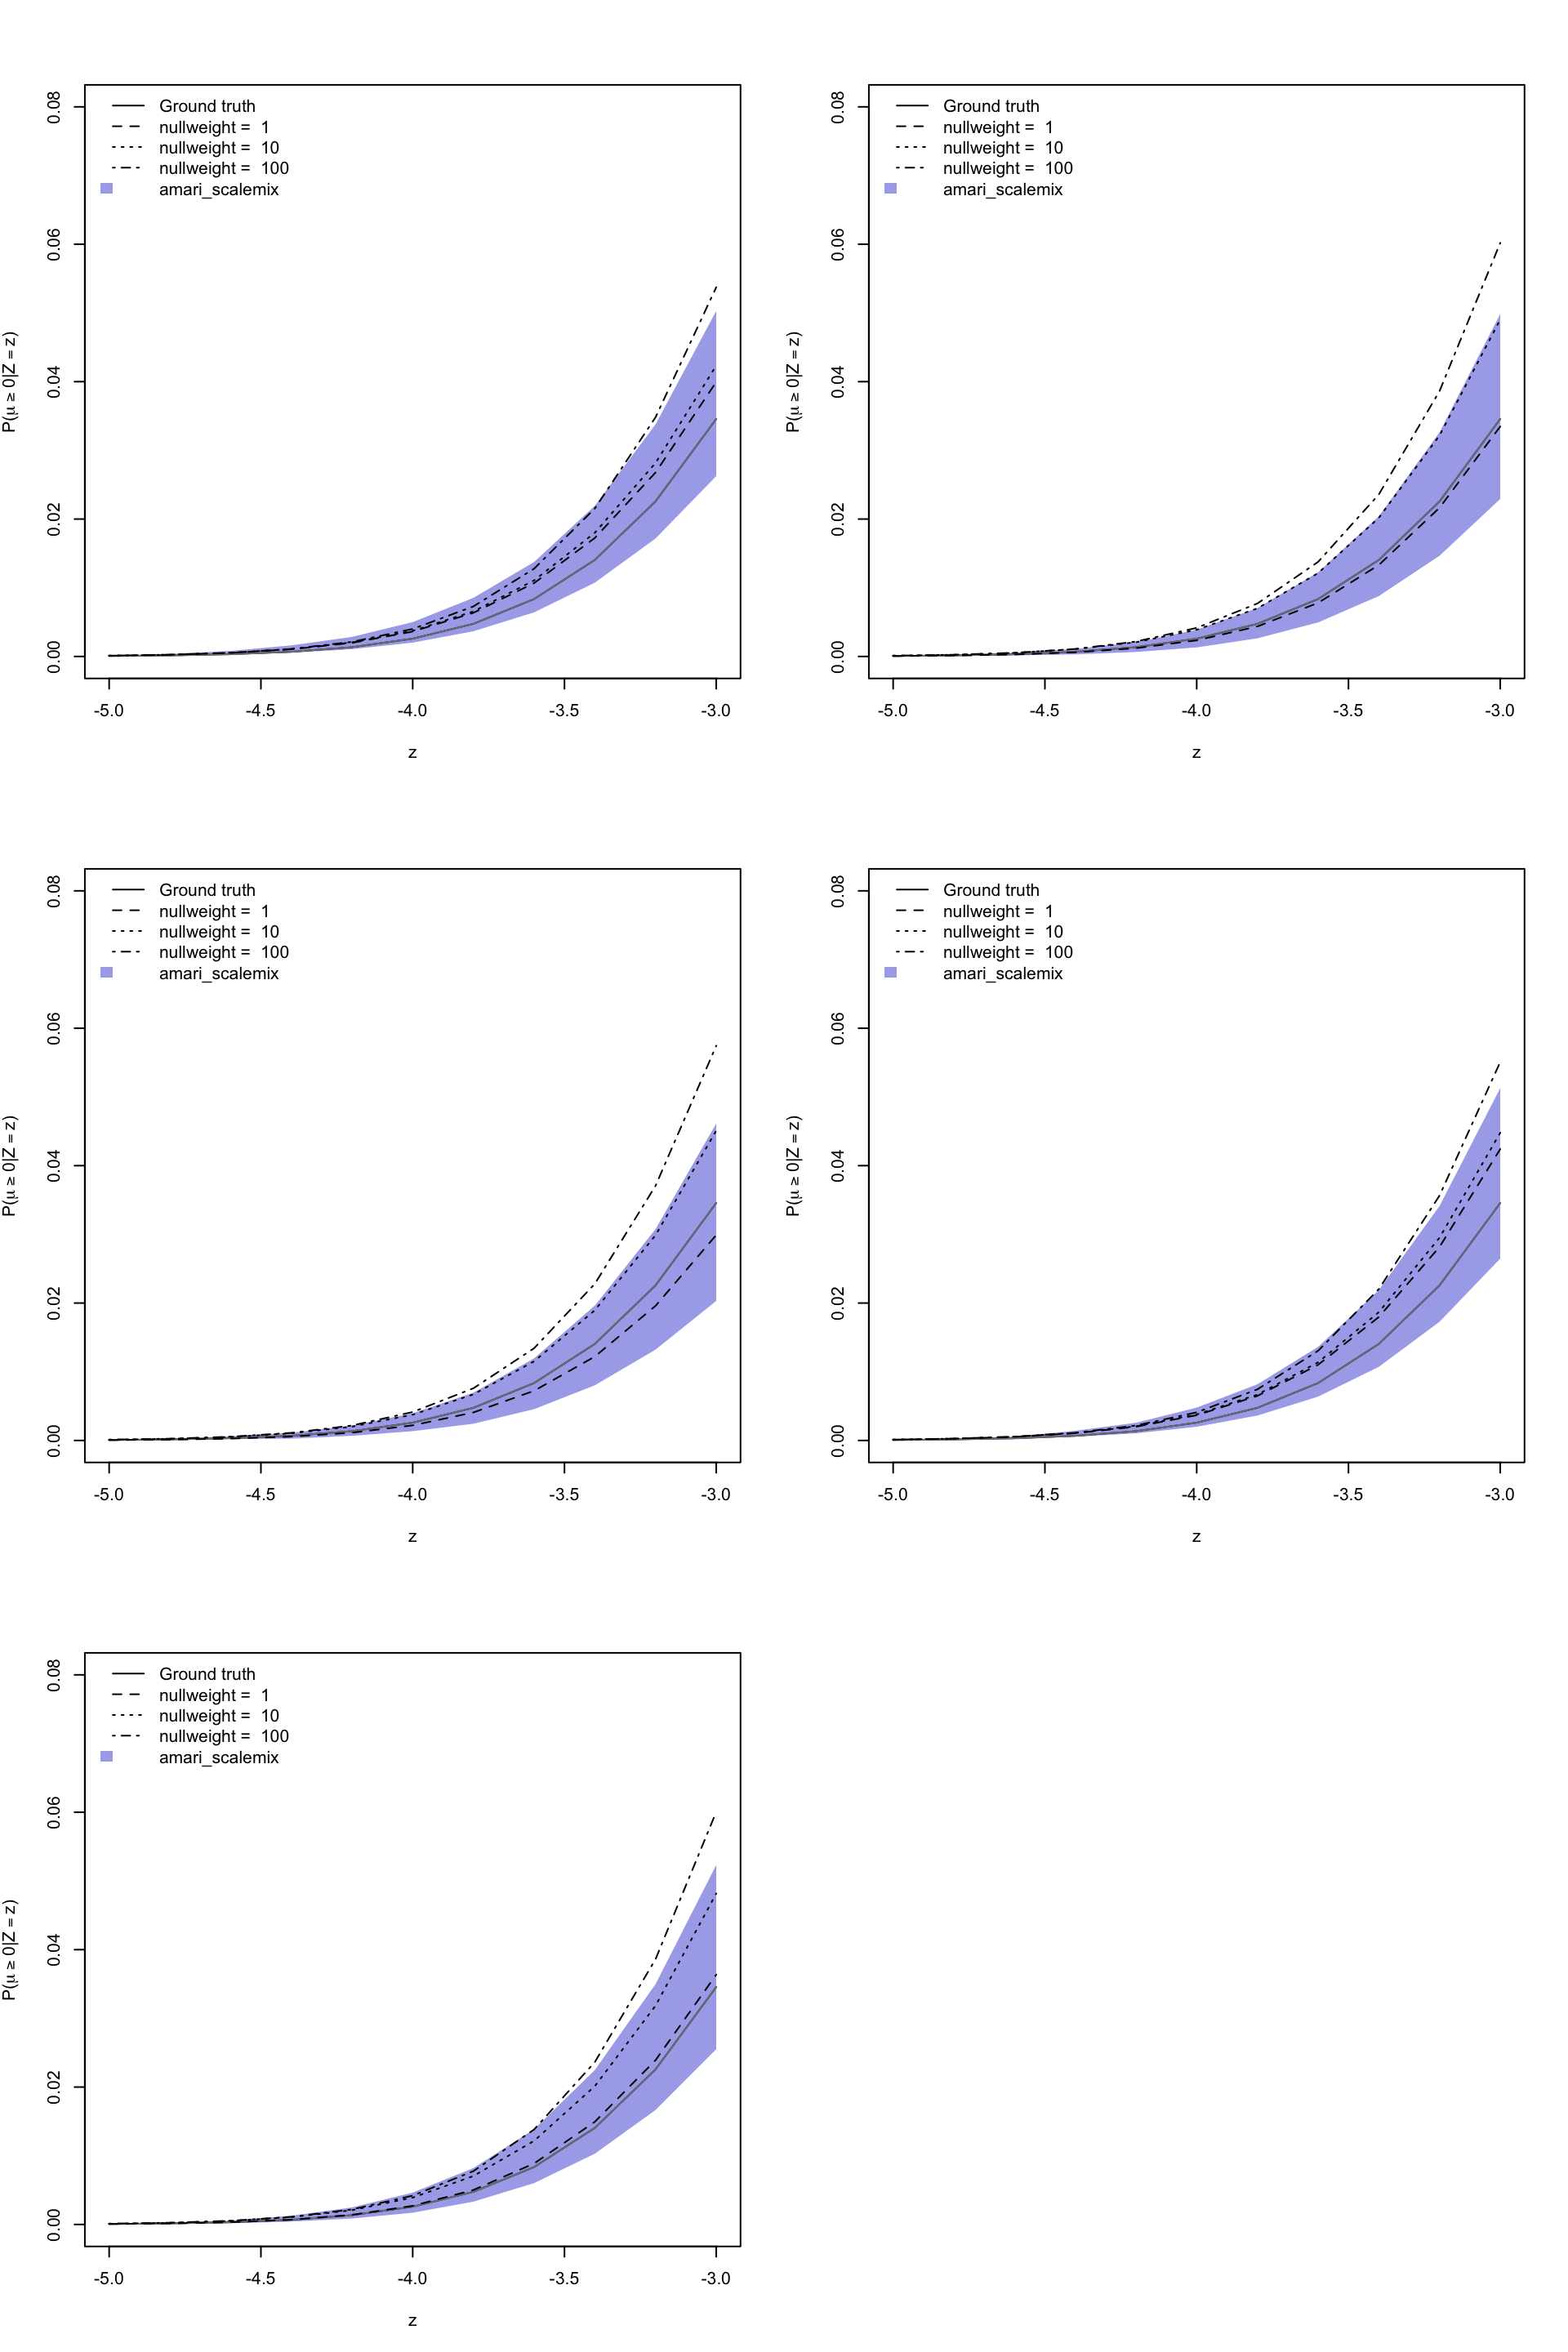 Ground truth
nullweight = 1
nullweight = 10
nullweight = 100
amari_scalemix
0.08
0.06
0.04
0.02
0.00
P(μ ≥ 0|Z = z)
-5.0 -4.5 -4.0 -3.5 -3.0
z
Ground truth
nullweight = 1
nullweight = 10
nullweight = 100
amari_scalemix
0.08
0.06
0.04
0.02
0.00
P(μ ≥ 0|Z = z)
-5.0 -4.5 -4.0 -3.5 -3.0
z
Ground truth
nullweight = 1
nullweight = 10
nullweight = 100
amari_scalemix
0.08
0.06
0.04
0.02
0.00
P(μ ≥ 0|Z = z)
-5.0 -4.5 -4.0 -3.5 -3.0
z
Ground truth
nullweight = 1
nullweight = 10
nullweight = 100
amari_scalemix
0.08
0.06
0.04
0.02
0.00
P(μ ≥ 0|Z = z)
-5.0 -4.5 -4.0 -3.5 -3.0
z
Ground truth
nullweight = 1
nullweight = 10
nullweight = 100
amari_scalemix
0.08
0.06
0.04
0.02
0.00
P(μ ≥ 0|Z = z)
-5.0 -4.5 -4.0 -3.5 -3.0
z